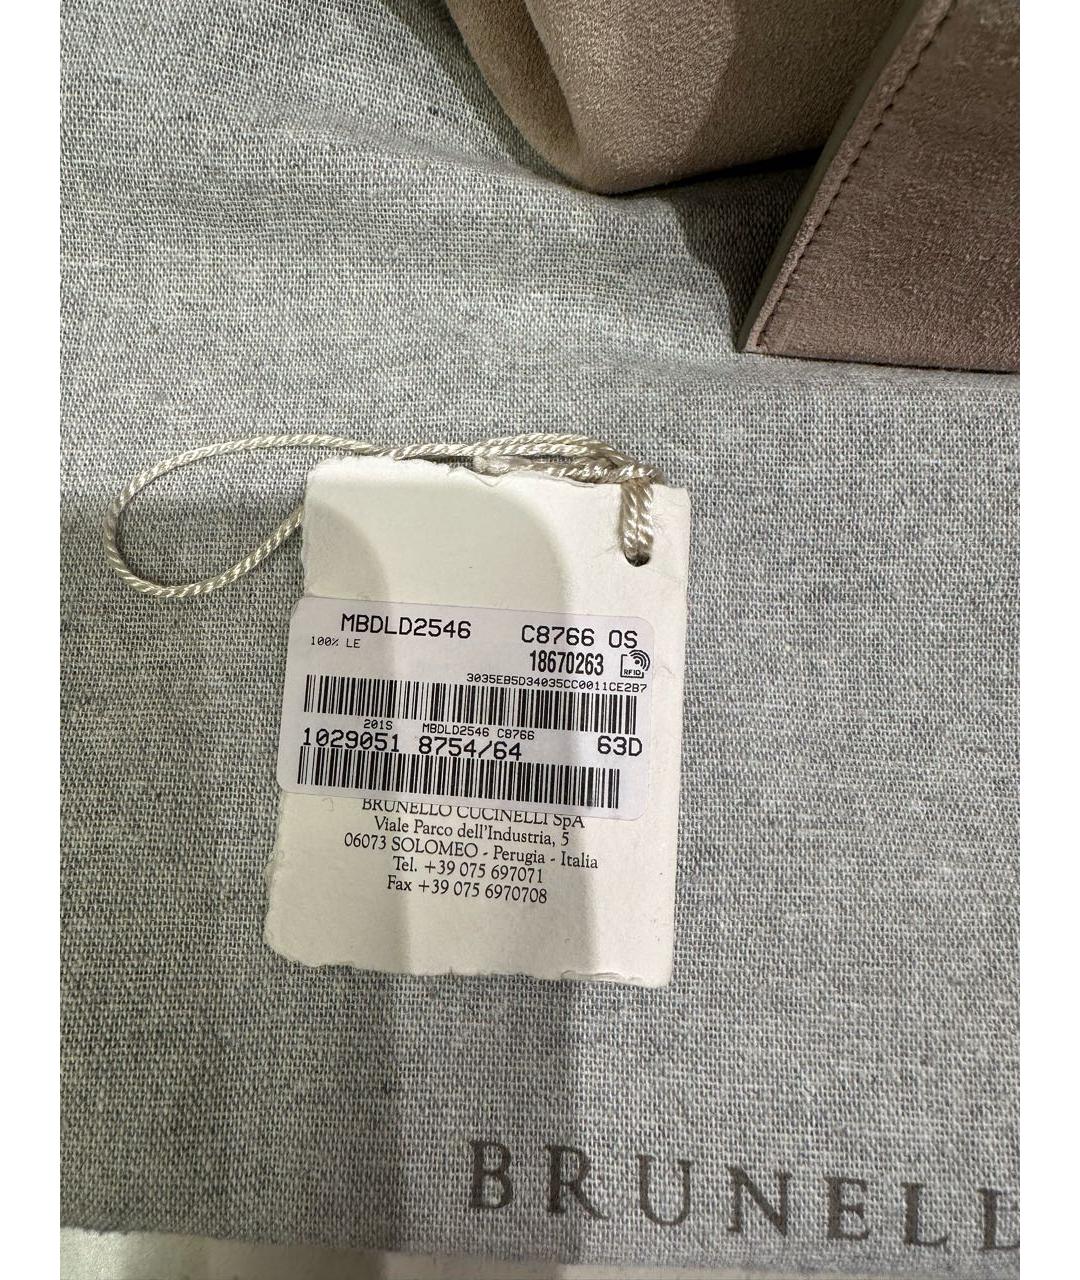 MBDLD2546 C8766 OS
100% LE
18670263 RFID
3035EB5D34035CC0011CE2B7
201S MBDLD2546 C8766
1029051 8754/64 63D
BRUNELLO CUCINELLI SpA
Viale Parco dell'Industria, 5
06073 SOLOMEO - Perugia - Italia
Tel. +39 075 697071
Fax +39 075 6970708
BRUNELL